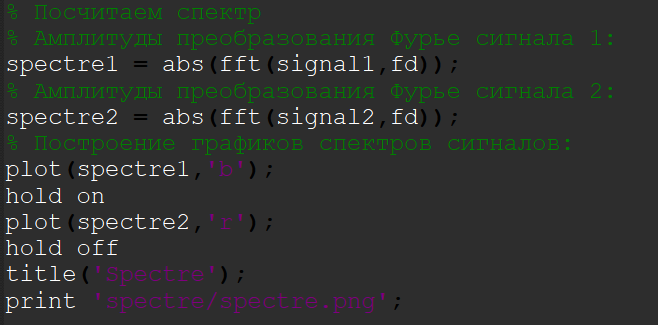 % Посчитаем спектр
% Амплитуды преобразования Фурье сигнала 1:
spectre1 = abs(fft(signal1,fd));
% Амплитуды преобразования Фурье сигнала 2:
spectre2 = abs(fft(signal2,fd));
% Построение графиков спектров сигналов:
plot(spectre1,'b');
hold on
plot(spectre2,'r');
hold off
title('Spectre');
print 'spectre/spectre.png';